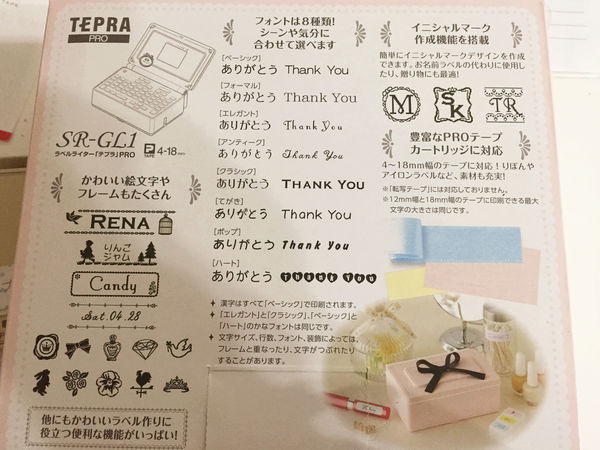 TEPRA
PRO
SR-GL1
ラベルライター「テプラ」PRO
TAPE
4-18mm
かわいい絵文字や
フレームもたくさん
RENA
りんご
ジャム
Candy
Sat.04.28
フォントは8種類!
シーンや気分に
合わせて選べます
[ベーシック]
ありがとう Thank You
[フォーマル]
ありがとう Thank You
[エレガント]
ありがとう Thank You
[アンティーク]
ありがとう Thank You
[クラシック]
ありがとう THANK YOU
[てがき]
ありがとう Thank You
[ポップ]
ありがとう Thank You
[ハート]
ありがとう Thank You
漢字はすべて「ベーシック」で印刷されます。
「エレガント」と「クラシック」、「ベーシック」と
「ハート」のかなフォントは同じです。
文字サイズ、行数、フォント、装飾によっては、
フレームと重なったり、文字がつぶれたり
することがあります。
イニシャルマーク
作成機能を搭載
簡単にイニシャルマークデザインを作成
できます。お名前ラベルの代わりに使用し
たり、贈り物にも最適!
M
SK
TR
豊富なPROテープ
カートリッジに対応
4〜18mm幅のテープに対応!りぼんや
アイロンラベルなど、素材も充実!
※「転写テープ」には対応しておりません。
※12mm幅と18mm幅のテープに印刷できる最大
文字の大きさは同じです。
他にもかわいいラベル作りに
役立つ便利な機能がいっぱい!